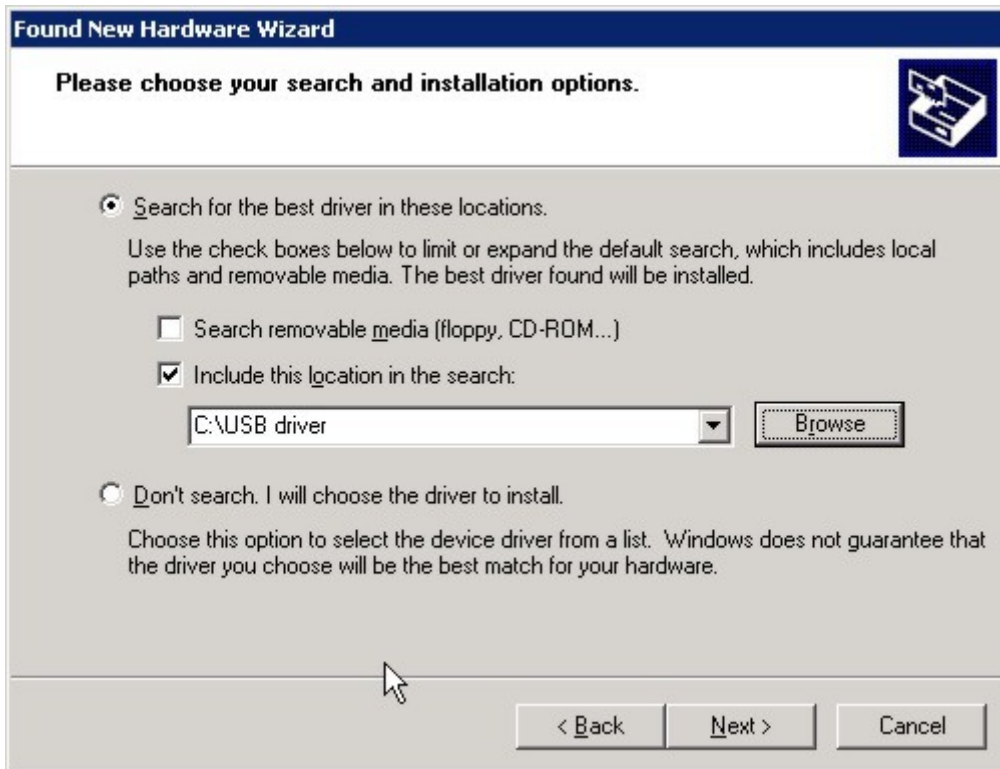 Found New Hardware Wizard
Please choose your search and installation options.
Search for the best driver in these locations.
Use the check boxes below to limit or expand the default search, which includes local
paths and removable media. The best driver found will be installed.
Search removable media (floppy, CD-ROM...)
Include this location in the search:
C:\USB driver
Browse
Don't search. I will choose the driver to install.
Choose this option to select the device driver from a list. Windows does not guarantee that
the driver you choose will be the best match for your hardware.
< Back
Next >
Cancel